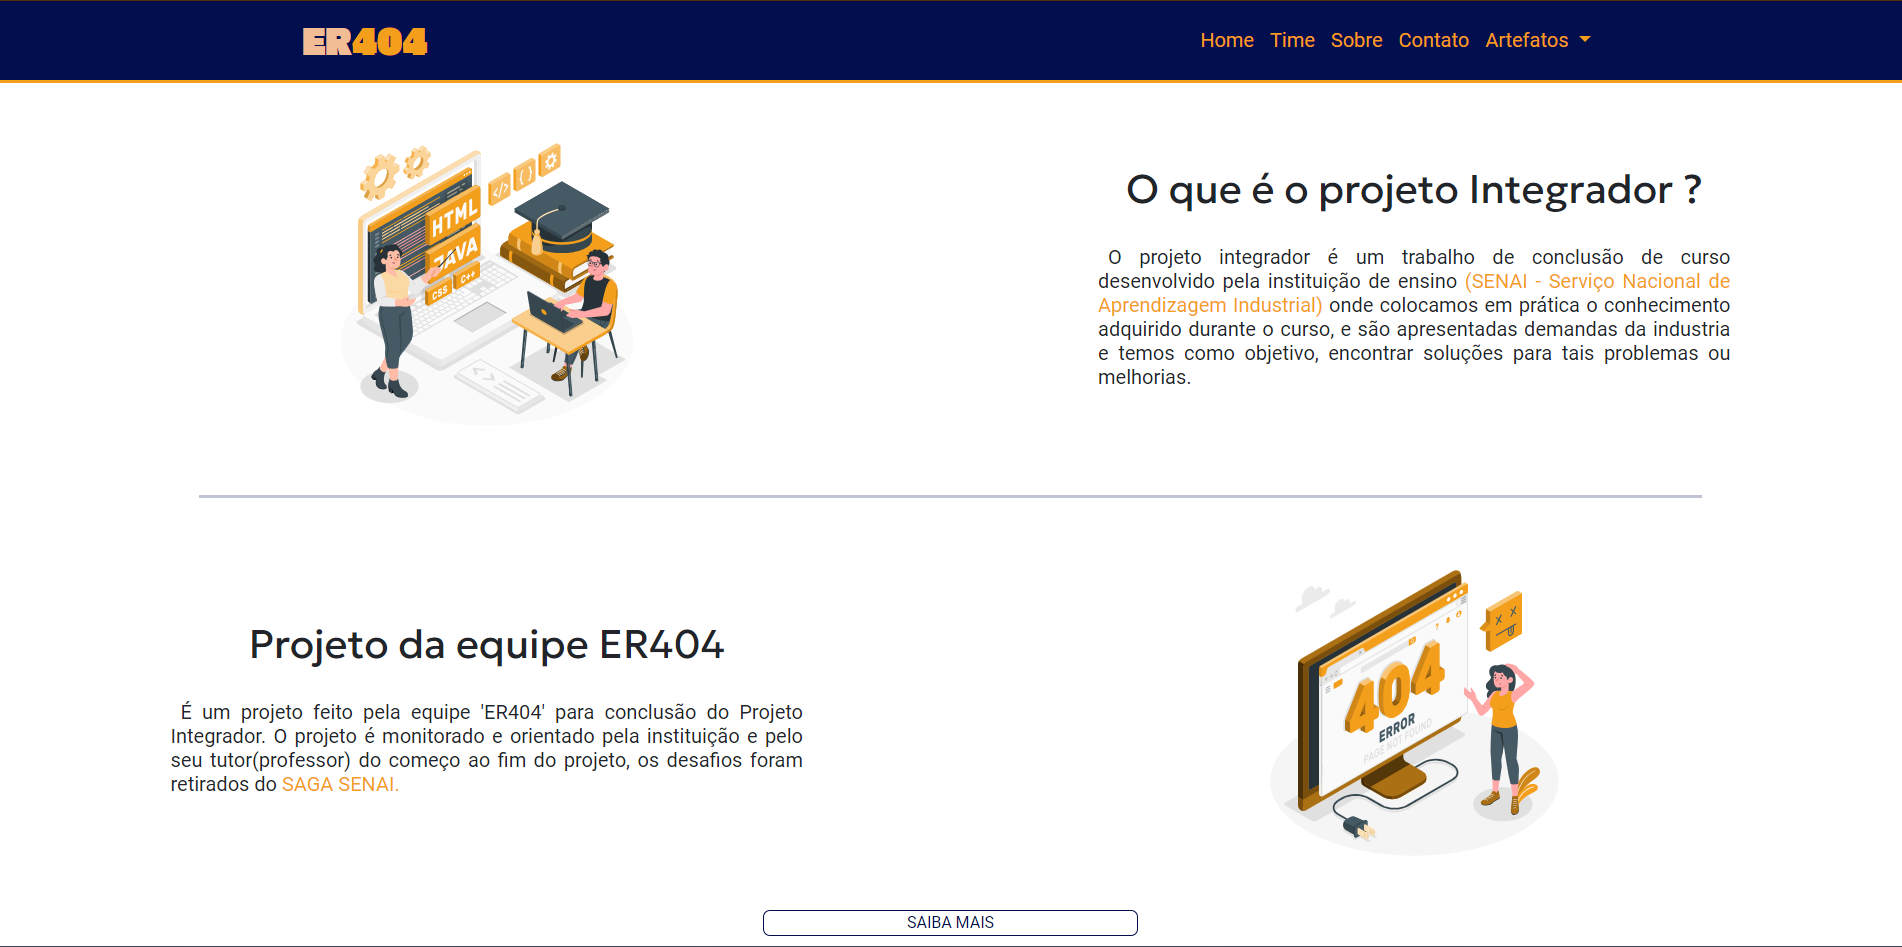 ER404
Home Time Sobre Contato Artefatos
HTML
JAVA
C++
CSS
</>
{ }
O que é o projeto Integrador ?
O projeto integrador é um trabalho de conclusão de curso
desenvolvido pela instituição de ensino (SENAI - Serviço Nacional de
Aprendizagem Industrial) onde colocamos em prática o conhecimento
adquirido durante o curso, e são apresentadas demandas da industria
e temos como objetivo, encontrar soluções para tais problemas ou
melhorias.
Projeto da equipe ER404
É um projeto feito pela equipe 'ER404' para conclusão do Projeto
Integrador. O projeto é monitorado e orientado pela instituição e pelo
seu tutor(professor) do começo ao fim do projeto, os desafios foram
retirados do SAGA SENAI.
404
ERROR
PAGE NOT FOUND
SAIBA MAIS